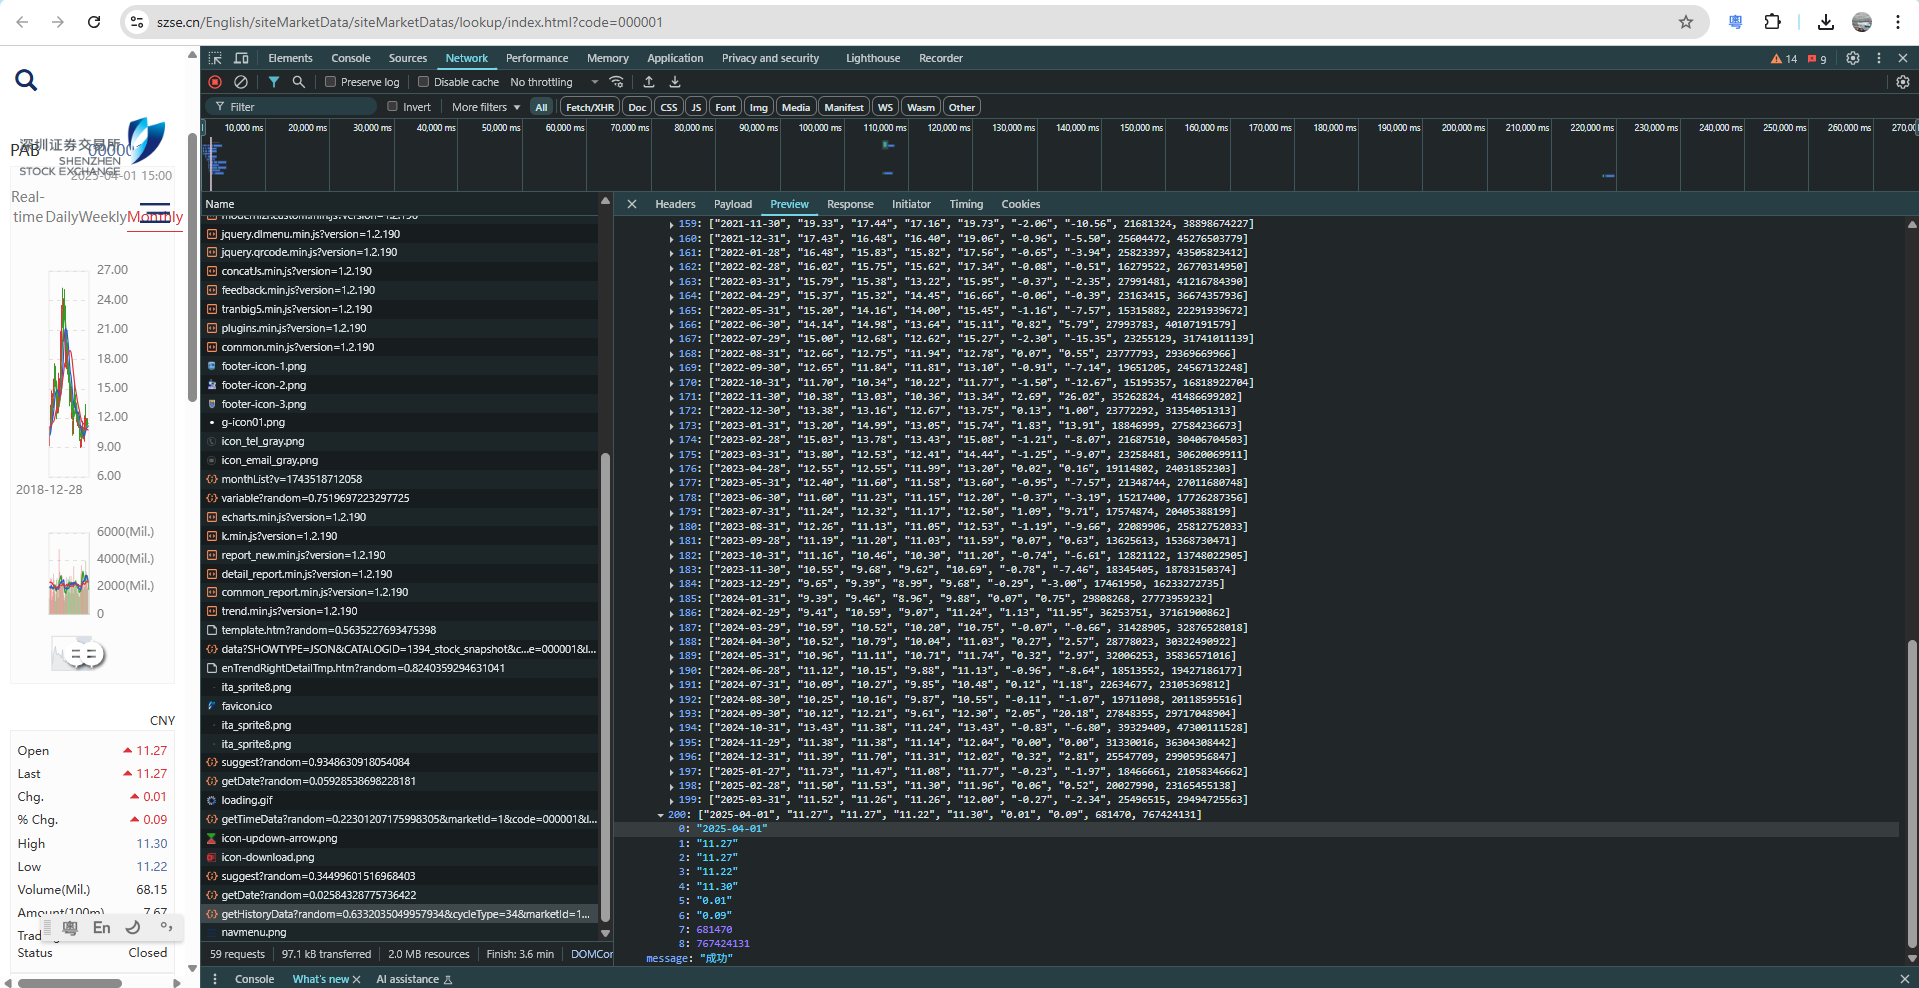 szse.cn/English/siteMarketData/siteMarketDatas/lookup/index.html?code=000001
深圳证券交易所
SHENZHEN
STOCK EXCHANGE
PAB
2025-04-01 15:00
Real-time Daily Weekly Monthly
27.00
24.00
21.00
18.00
15.00
12.00
9.00
6.00
2018-12-28
6000(Mil.)
4000(Mil.)
2000(Mil.)
0
CNY
Open 11.27
Last 11.27
Chg. 0.01
% Chg. 0.09
High 11.30
Low 11.22
Volume(Mil.) 68.15
Amount(100m) 7.67
Status Closed
粤 En
Elements Console Sources Network Performance Memory Application Privacy and security Lighthouse Recorder 14 9
Preserve log Disable cache No throttling
Filter Invert More filters All Fetch/XHR Doc CSS JS Font Img Media Manifest WS Wasm Other
10,000 ms 20,000 ms 30,000 ms 40,000 ms 50,000 ms 60,000 ms 70,000 ms 80,000 ms 90,000 ms 100,000 ms 110,000 ms 120,000 ms 130,000 ms 140,000 ms 150,000 ms 160,000 ms 170,000 ms 180,000 ms 190,000 ms 200,000 ms 210,000 ms 220,000 ms 230,000 ms 240,000 ms 250,000 ms 260,000 ms 270,0
Name
modernizr.custom.min.js?version=1.2.190
jquery.dlmenu.min.js?version=1.2.190
jquery.qrcode.min.js?version=1.2.190
concatJs.min.js?version=1.2.190
feedback.min.js?version=1.2.190
tranbig5.min.js?version=1.2.190
plugins.min.js?version=1.2.190
common.min.js?version=1.2.190
footer-icon-1.png
footer-icon-2.png
footer-icon-3.png
g-icon01.png
icon_tel_gray.png
icon_email_gray.png
monthList?v=1743518712058
variable?random=0.7519697223297725
echarts.min.js?version=1.2.190
k.min.js?version=1.2.190
report_new.min.js?version=1.2.190
detail_report.min.js?version=1.2.190
common_report.min.js?version=1.2.190
trend.min.js?version=1.2.190
template.htm?random=0.5635227693475398
data?SHOWTYPE=JSON&CATALOGID=1394_stock_snapshot&c...e=000001&l...
enTrendRightDetailTmp.htm?random=0.8240359294631041
ita_sprite8.png
favicon.ico
ita_sprite8.png
ita_sprite8.png
suggest?random=0.9348630918054084
getDate?random=0.05928538698228181
loading.gif
getTimeData?random=0.22301207175998305&marketId=1&code=000001&l...
icon-updown-arrow.png
icon-download.png
suggest?random=0.34499601516968403
getDate?random=0.02584328775736422
getHistoryData?random=0.6332035049957934&cycleType=34&marketId=1...
navmenu.png
59 requests 97.1 kB transferred 2.0 MB resources Finish: 3.6 min DOMCon
Headers Payload Preview Response Initiator Timing Cookies
159: ["2021-11-30", "19.33", "17.44", "17.16", "19.73", "-2.06", "-10.56", 21681324, 38898674227]
160: ["2021-12-31", "17.43", "16.48", "16.40", "19.06", "-0.96", "-5.50", 25604472, 45276503779]
161: ["2022-01-28", "16.48", "15.83", "15.82", "17.56", "-0.65", "-3.94", 25823397, 43505823412]
162: ["2022-02-28", "16.02", "15.75", "15.62", "17.34", "-0.08", "-0.51", 16279522, 26770314950]
163: ["2022-03-31", "15.79", "15.38", "13.22", "15.95", "-0.37", "-2.35", 27991481, 41216784390]
164: ["2022-04-29", "15.37", "15.32", "14.45", "16.66", "-0.06", "-0.39", 23163415, 36674357936]
165: ["2022-05-31", "15.20", "14.16", "14.00", "15.45", "-1.16", "-7.57", 15315882, 22291939672]
166: ["2022-06-30", "14.14", "14.98", "13.64", "15.11", "0.82", "5.79", 27993783, 40107191579]
167: ["2022-07-29", "15.00", "12.68", "12.62", "15.27", "-2.30", "-15.35", 23255129, 31741011139]
168: ["2022-08-31", "12.66", "12.75", "11.94", "12.78", "0.07", "0.55", 23777793, 29369669966]
169: ["2022-09-30", "12.65", "11.84", "11.81", "13.10", "-0.91", "-7.14", 19651205, 24567132248]
170: ["2022-10-31", "11.70", "10.34", "10.22", "11.77", "-1.50", "-12.67", 15195357, 16818922704]
171: ["2022-11-30", "10.38", "13.03", "10.36", "13.34", "2.69", "26.02", 35262824, 41486699202]
172: ["2022-12-30", "13.38", "13.16", "12.67", "13.75", "0.13", "1.00", 23772292, 31354051313]
173: ["2023-01-31", "13.20", "14.99", "13.05", "15.74", "1.83", "13.91", 18846999, 27584236673]
174: ["2023-02-28", "15.03", "13.78", "13.43", "15.08", "-1.21", "-8.07", 21687510, 30406704503]
175: ["2023-03-31", "13.80", "12.53", "12.41", "14.44", "-1.25", "-9.07", 23258481, 30620069911]
176: ["2023-04-28", "12.55", "12.55", "11.99", "13.20", "0.02", "0.16", 19114802, 24031852303]
177: ["2023-05-31", "12.40", "11.60", "11.58", "13.60", "-0.95", "-7.57", 21348744, 27011680748]
178: ["2023-06-30", "11.60", "11.23", "11.15", "12.20", "-0.37", "-3.19", 15217400, 17726287356]
179: ["2023-07-31", "11.24", "12.32", "11.17", "12.50", "1.09", "9.71", 17574874, 20405388199]
180: ["2023-08-31", "12.26", "11.13", "11.05", "12.53", "-1.19", "-9.66", 22089906, 25812752033]
181: ["2023-09-28", "11.19", "11.20", "11.03", "11.59", "0.07", "0.63", 13625613, 15368730471]
182: ["2023-10-31", "11.16", "10.46", "10.30", "11.20", "-0.74", "-6.61", 12821122, 13748022905]
183: ["2023-11-30", "10.55", "9.68", "9.62", "10.69", "-0.78", "-7.46", 18345405, 18783150374]
184: ["2023-12-29", "9.65", "9.39", "8.99", "9.68", "-0.29", "-3.00", 17461950, 16233272735]
185: ["2024-01-31", "9.39", "9.46", "8.96", "9.88", "0.07", "0.75", 29808268, 27773959232]
186: ["2024-02-29", "9.41", "10.59", "9.07", "11.24", "1.13", "11.95", 36253751, 37161900862]
187: ["2024-03-29", "10.59", "10.52", "10.20", "10.75", "-0.07", "-0.66", 31428905, 32876528018]
188: ["2024-04-30", "10.52", "10.79", "10.04", "11.03", "0.27", "2.57", 28778023, 30322490922]
189: ["2024-05-31", "10.96", "11.11", "10.71", "11.74", "0.32", "2.97", 32006253, 35836571016]
190: ["2024-06-28", "11.12", "10.15", "9.88", "11.13", "-0.96", "-8.64", 18513552, 19427186177]
191: ["2024-07-31", "10.09", "10.27", "9.85", "10.48", "0.12", "1.18", 22634677, 23105369812]
192: ["2024-08-30", "10.25", "10.16", "9.87", "10.55", "-0.11", "-1.07", 19711098, 20118595516]
193: ["2024-09-30", "10.12", "12.21", "9.61", "12.30", "2.05", "20.18", 27848355, 29717048904]
194: ["2024-10-31", "13.43", "11.38", "11.24", "13.43", "-0.83", "-6.80", 39329409, 47300111528]
195: ["2024-11-29", "11.38", "11.38", "11.14", "12.04", "0.00", "0.00", 31330016, 36304308442]
196: ["2024-12-31", "11.39", "11.70", "11.31", "12.02", "0.32", "2.81", 25547709, 29905956847]
197: ["2025-01-27", "11.73", "11.47", "11.08", "11.77", "-0.23", "-1.97", 18466661, 21058346662]
198: ["2025-02-28", "11.50", "11.53", "11.30", "11.96", "0.06", "0.52", 20027990, 23165455138]
199: ["2025-03-31", "11.52", "11.26", "11.26", "12.00", "-0.27", "-2.34", 25496515, 29494725563]
200: ["2025-04-01", "11.27", "11.27", "11.22", "11.30", "0.01", "0.09", 681470, 767424131]
0: "2025-04-01"
1: "11.27"
2: "11.27"
3: "11.22"
4: "11.30"
5: "0.01"
6: "0.09"
7: 681470
8: 767424131
message: "成功"
Console What's new AI assistance